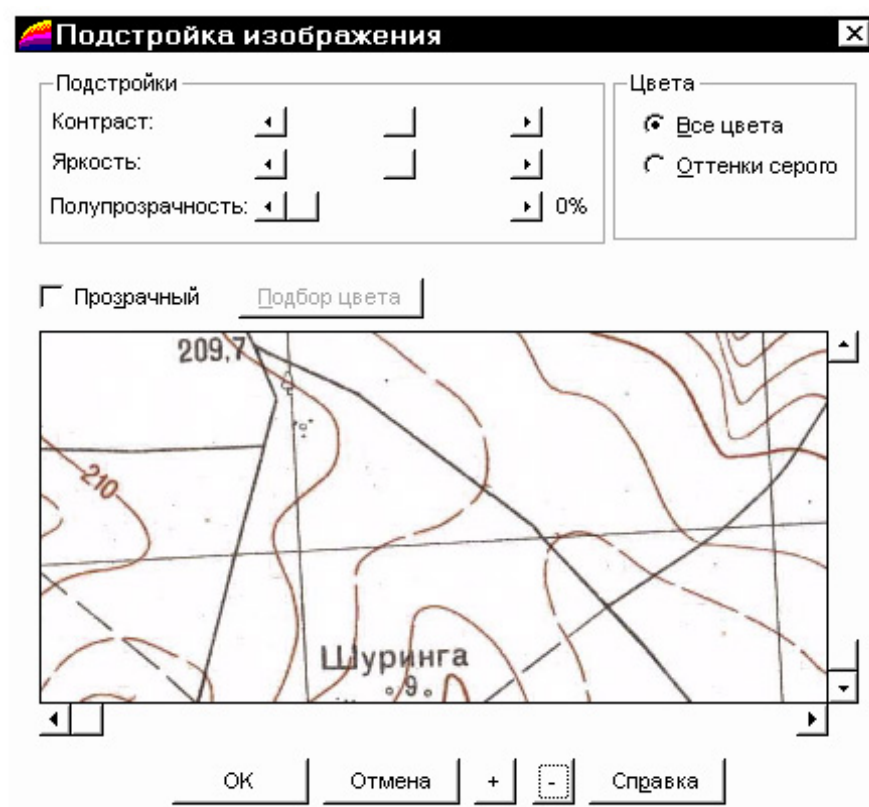 Подстройка изображения
Подстройки
Контраст:
Яркость:
Полупрозрачность: 0%
Цвета
Все цвета
Оттенки серого
Прозрачный Подбор цвета
209,7
210
Шуринга
9
ОК Отмена + - Справка